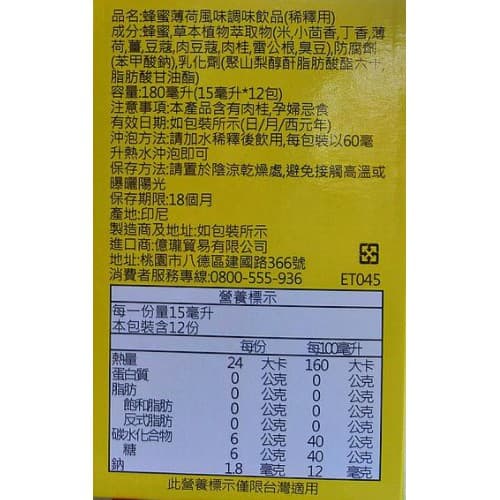 品名:蜂蜜薄荷風味調味飲品(稀釋用)
成分:蜂蜜,草本植物萃取物(米,小茴香,丁香,薄
荷,薑,豆蔻,肉豆蔻,肉桂,雷公根,臭豆),防腐劑
(苯甲酸鈉),乳化劑(聚山梨醇酐脂肪酸酯六十,
脂肪酸甘油酯)
容量:180毫升(15毫升*12包)
注意事項:本產品含有肉桂,孕婦忌食
有效日期:如包裝所示(日/月/西元年)
沖泡方法:請加水稀釋後飲用,每包裝以60毫
升熱水沖泡即可
保存方法:請置於陰涼乾燥處,避免接觸高溫或
曝曬陽光
保存期限:18個月
產地:印尼
製造商及地址:如包裝所示
進口商:億瓏貿易有限公司
地址:桃園市八德區建國路366號
消費者服務專線:0800-555-936 ET045
營養標示
每一份量15毫升
本包裝含12份
每份 每100毫升
熱量 24 大卡 160 大卡
蛋白質 0 公克 0 公克
脂肪 0 公克 0 公克
飽和脂肪 0 公克 0 公克
反式脂肪 0 公克 0 公克
碳水化合物 6 公克 40 公克
糖 6 公克 40 公克
鈉 1.8 毫克 12 毫克
此營養標示僅限台灣適用